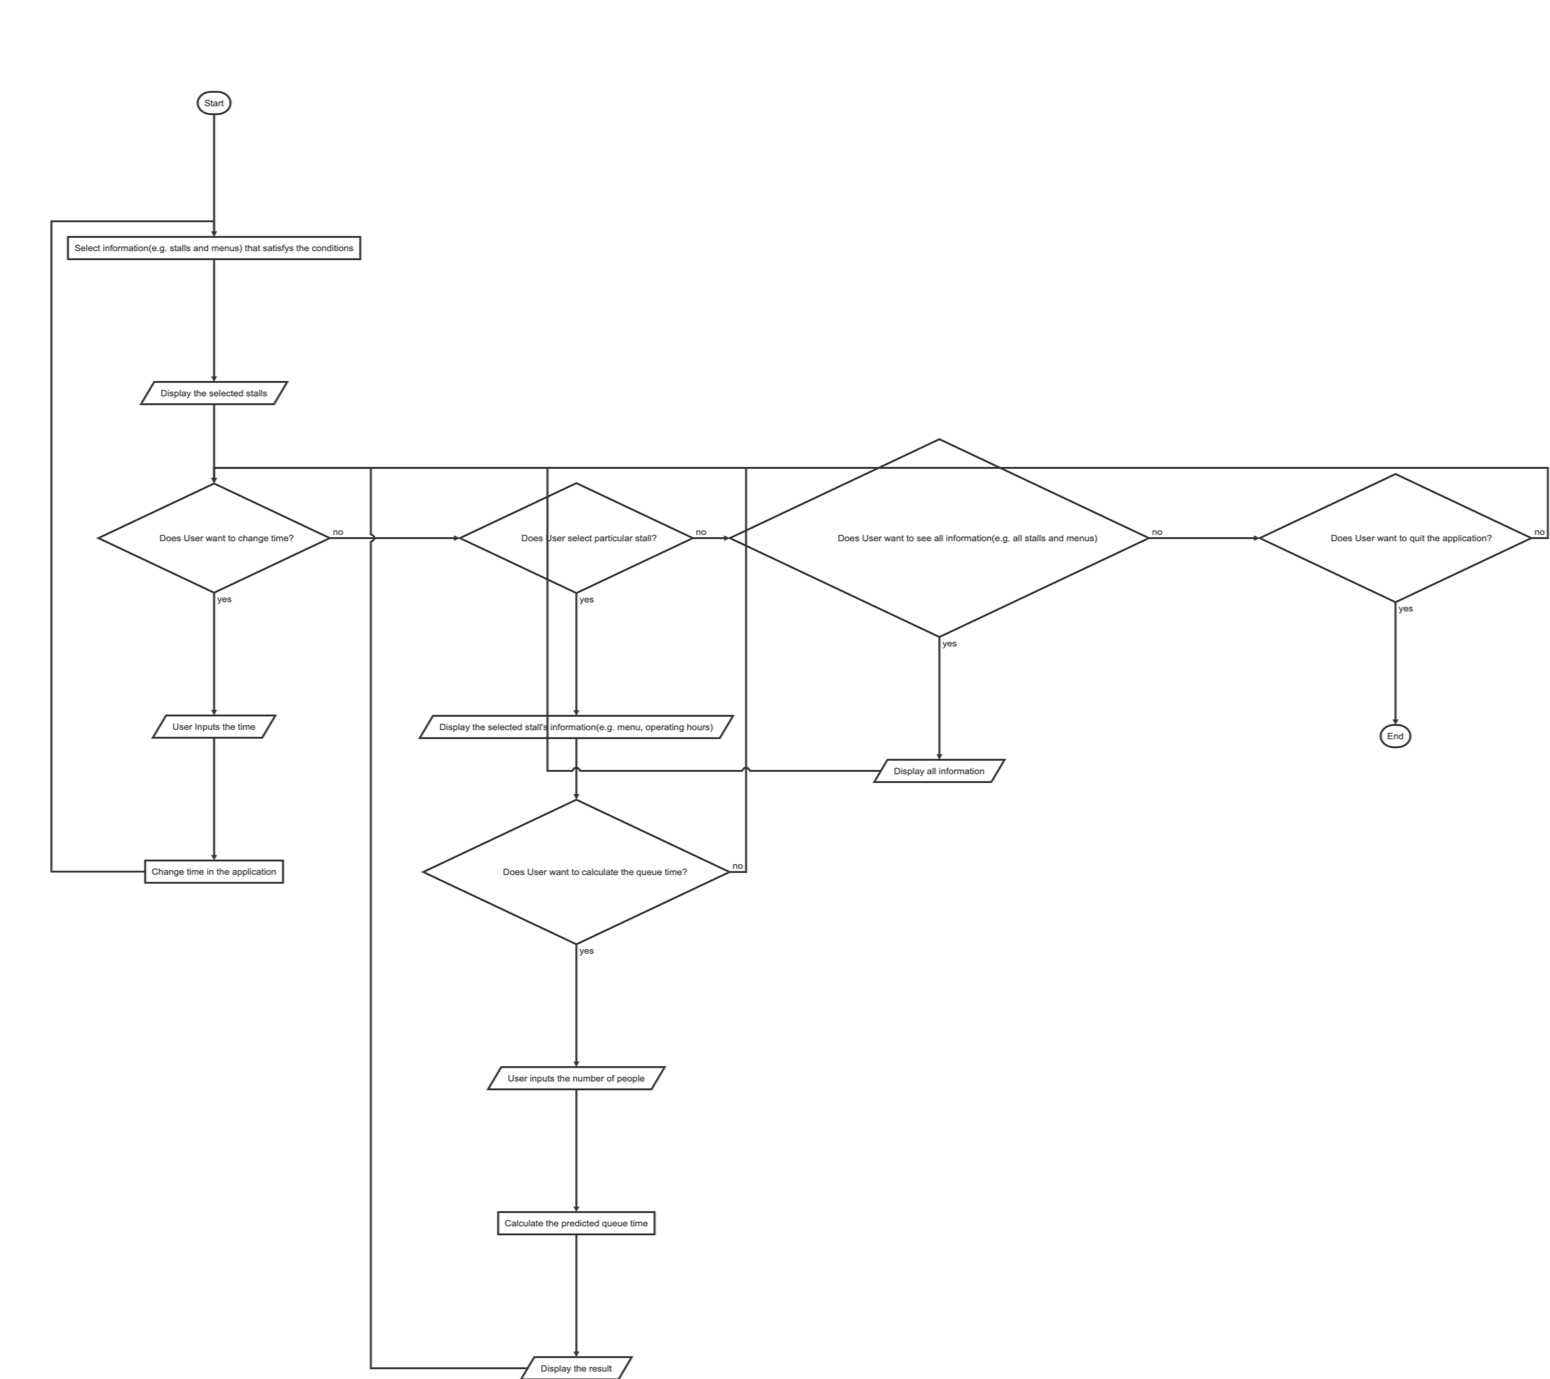 Start
Select information(e.g. stalls and menus) that satisfys the conditions
Display the selected stalls
Does User want to change time?
no
Does User select particular stall?
no
Does User want to see all information(e.g. all stalls and menus)
no
Does User want to quit the application?
no
yes
yes
yes
yes
User Inputs the time
Display the selected stall's information(e.g. menu, operating hours)
End
Display all information
Change time in the application
Does User want to calculate the queue time?
no
yes
User inputs the number of people
Calculate the predicted queue time
Display the result